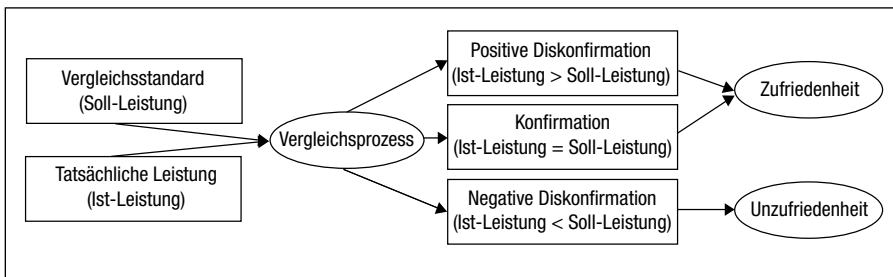 Vergleichsstandard
(Soll-Leistung)
Tatsächliche Leistung
(Ist-Leistung)
Vergleichsprozess
Positive Diskonfirmation
(Ist-Leistung > Soll-Leistung)
Konfirmation
(Ist-Leistung = Soll-Leistung)
Negative Diskonfirmation
(Ist-Leistung < Soll-Leistung)
Zufriedenheit
Unzufriedenheit